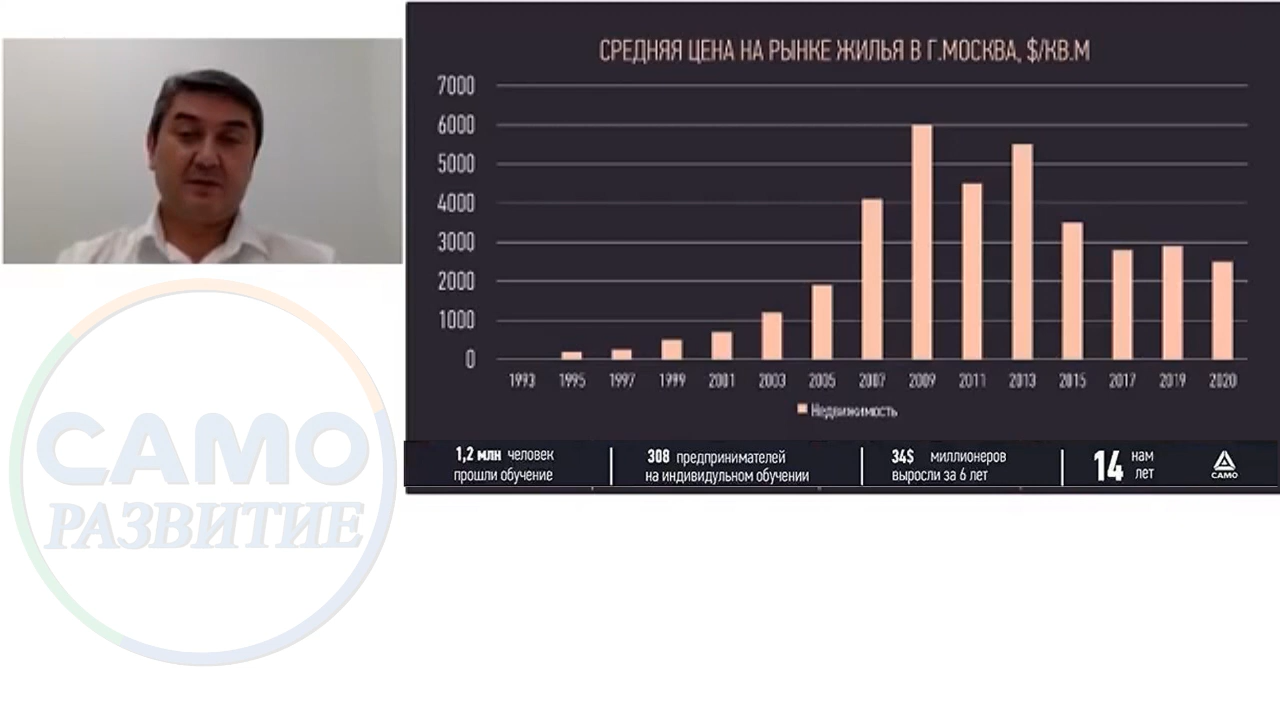 СРЕДНЯЯ ЦЕНА НА РЫНКЕ ЖИЛЬЯ В Г.МОСКВА, $/КВ.М
7000
6000
5000
4000
3000
2000
1000
0
1993 1995 1997 1999 2001 2003 2005 2007 2009 2011 2013 2015 2017 2019 2020
Недвижимость
1,2 млн человек
прошли обучение
308 предпринимателей
на индивидульном обучении
34$ миллионеров
выросли за 6 лет
14 нам
лет
САМО
САМО
РАЗВИТИЕ